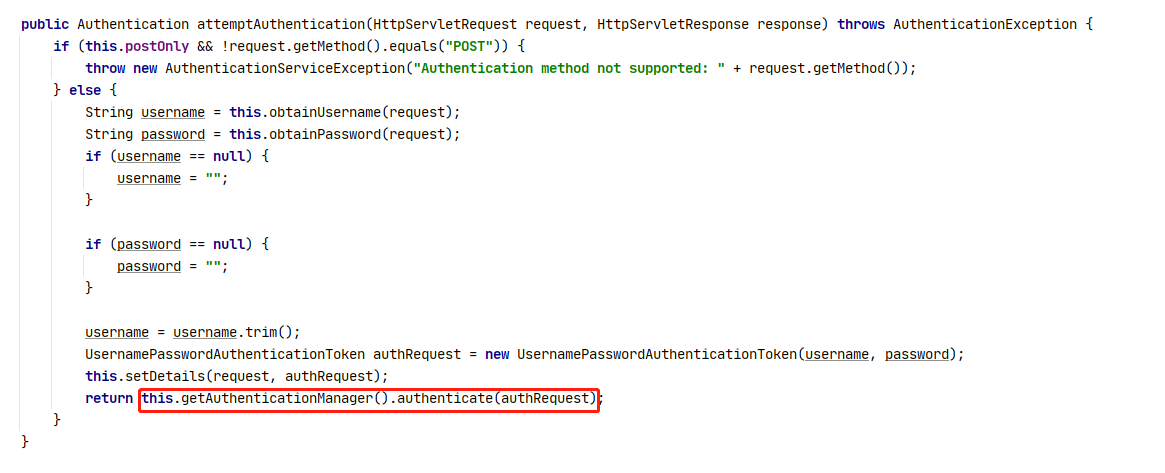 public Authentication attemptAuthentication(HttpServletRequest request, HttpServletResponse response) throws AuthenticationException {
    if (this.postOnly && !request.getMethod().equals("POST")) {
        throw new AuthenticationServiceException("Authentication method not supported: " + request.getMethod());
    } else {
        String username = this.obtainUsername(request);
        String password = this.obtainPassword(request);
        if (username == null) {
            username = "";
        }

        if (password == null) {
            password = "";
        }

        username = username.trim();
        UsernamePasswordAuthenticationToken authRequest = new UsernamePasswordAuthenticationToken(username, password);
        this.setDetails(request, authRequest);
        return this.getAuthenticationManager().authenticate(authRequest);
    }
}